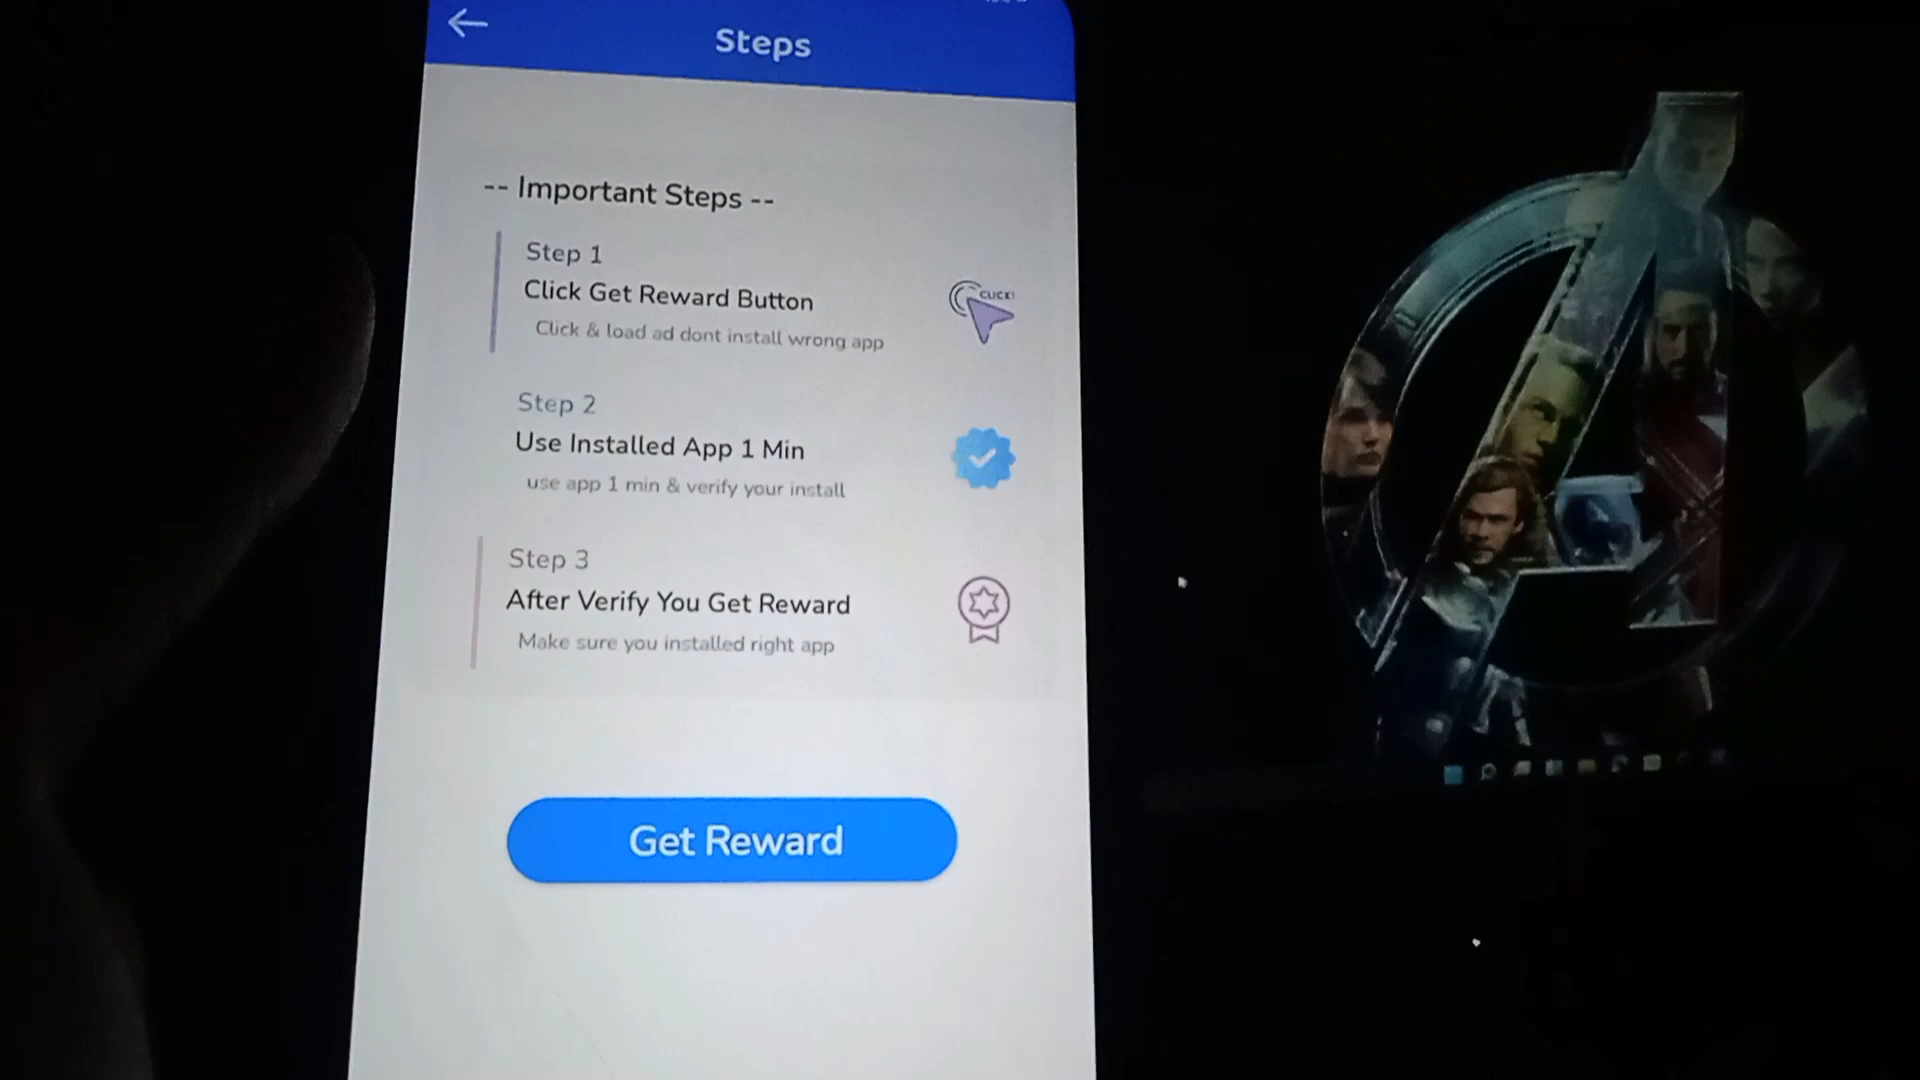 Steps
-- Important Steps --
Step 1
Click Get Reward Button
Click & load ad dont install wrong app
CLICK!
Step 2
Use Installed App 1 Min
use app 1 min & verify your install
Step 3
After Verify You Get Reward
Make sure you installed right app
Get Reward